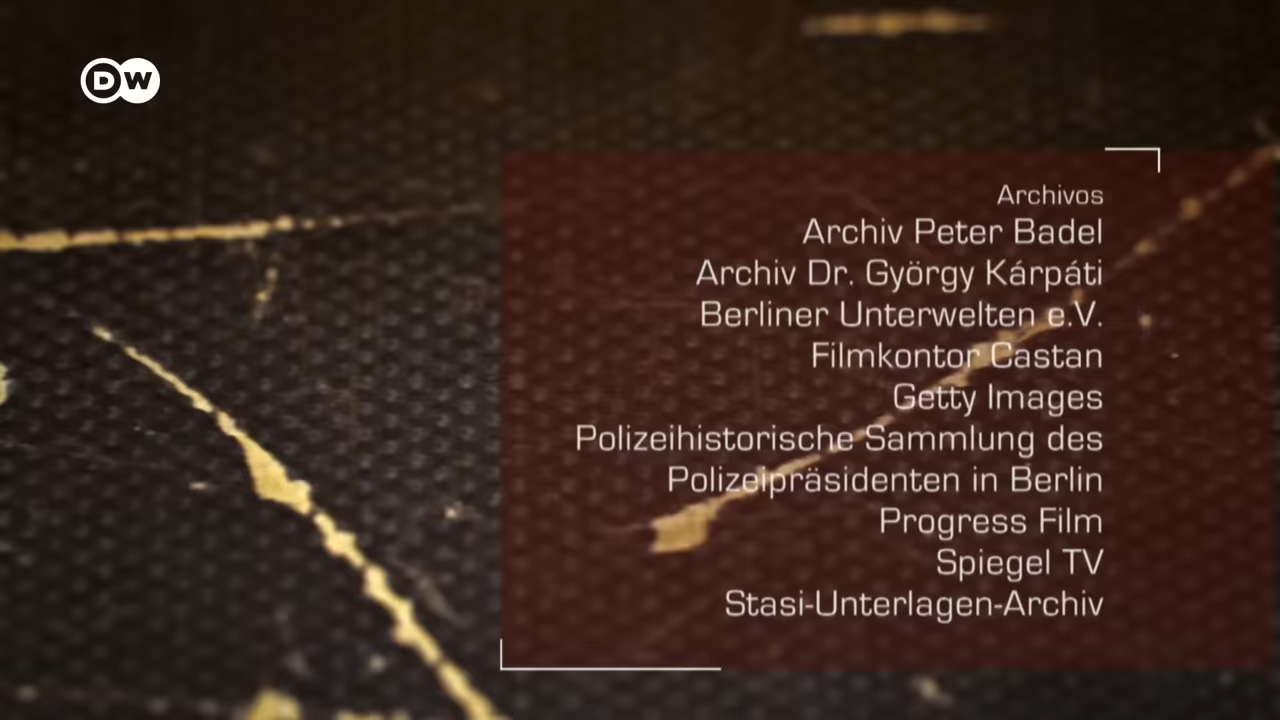 DW
Archivos
Archiv Peter Badel
Archiv Dr. György Kárpáti
Berliner Unterwelten e.V.
Filmkontor Castan
Getty Images
Polizeihistorische Sammlung des
Polizeipräsidenten in Berlin
Progress Film
Spiegel TV
Stasi-Unterlagen-Archiv